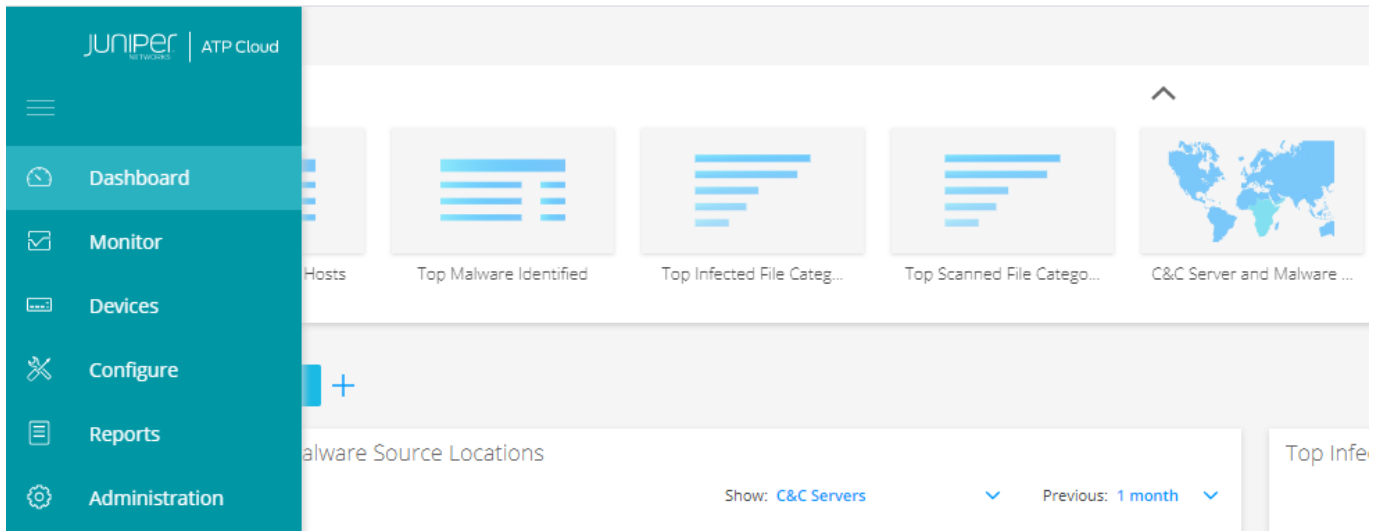 JUNIPER NETWORKS | ATP Cloud
Dashboard
Monitor
Devices
Configure
Reports
Administration
Hosts
Top Malware Identified
Top Infected File Categ...
Top Scanned File Catego...
C&C Server and Malware ...
alware Source Locations
Show: C&C Servers
Previous: 1 month
Top Infe